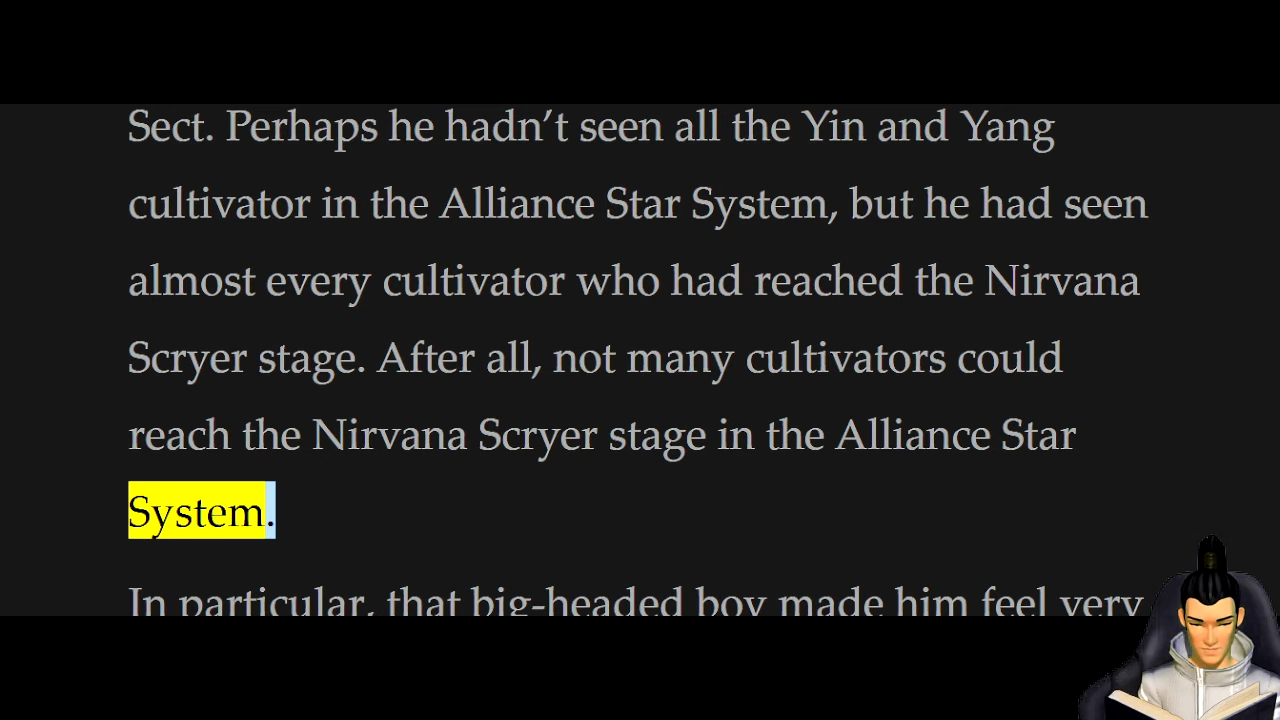 Sect. Perhaps he hadn’t seen all the Yin and Yang
cultivator in the Alliance Star System, but he had seen
almost every cultivator who had reached the Nirvana
Scryer stage. After all, not many cultivators could
reach the Nirvana Scryer stage in the Alliance Star
System.
In particular, that big-headed boy made him feel very